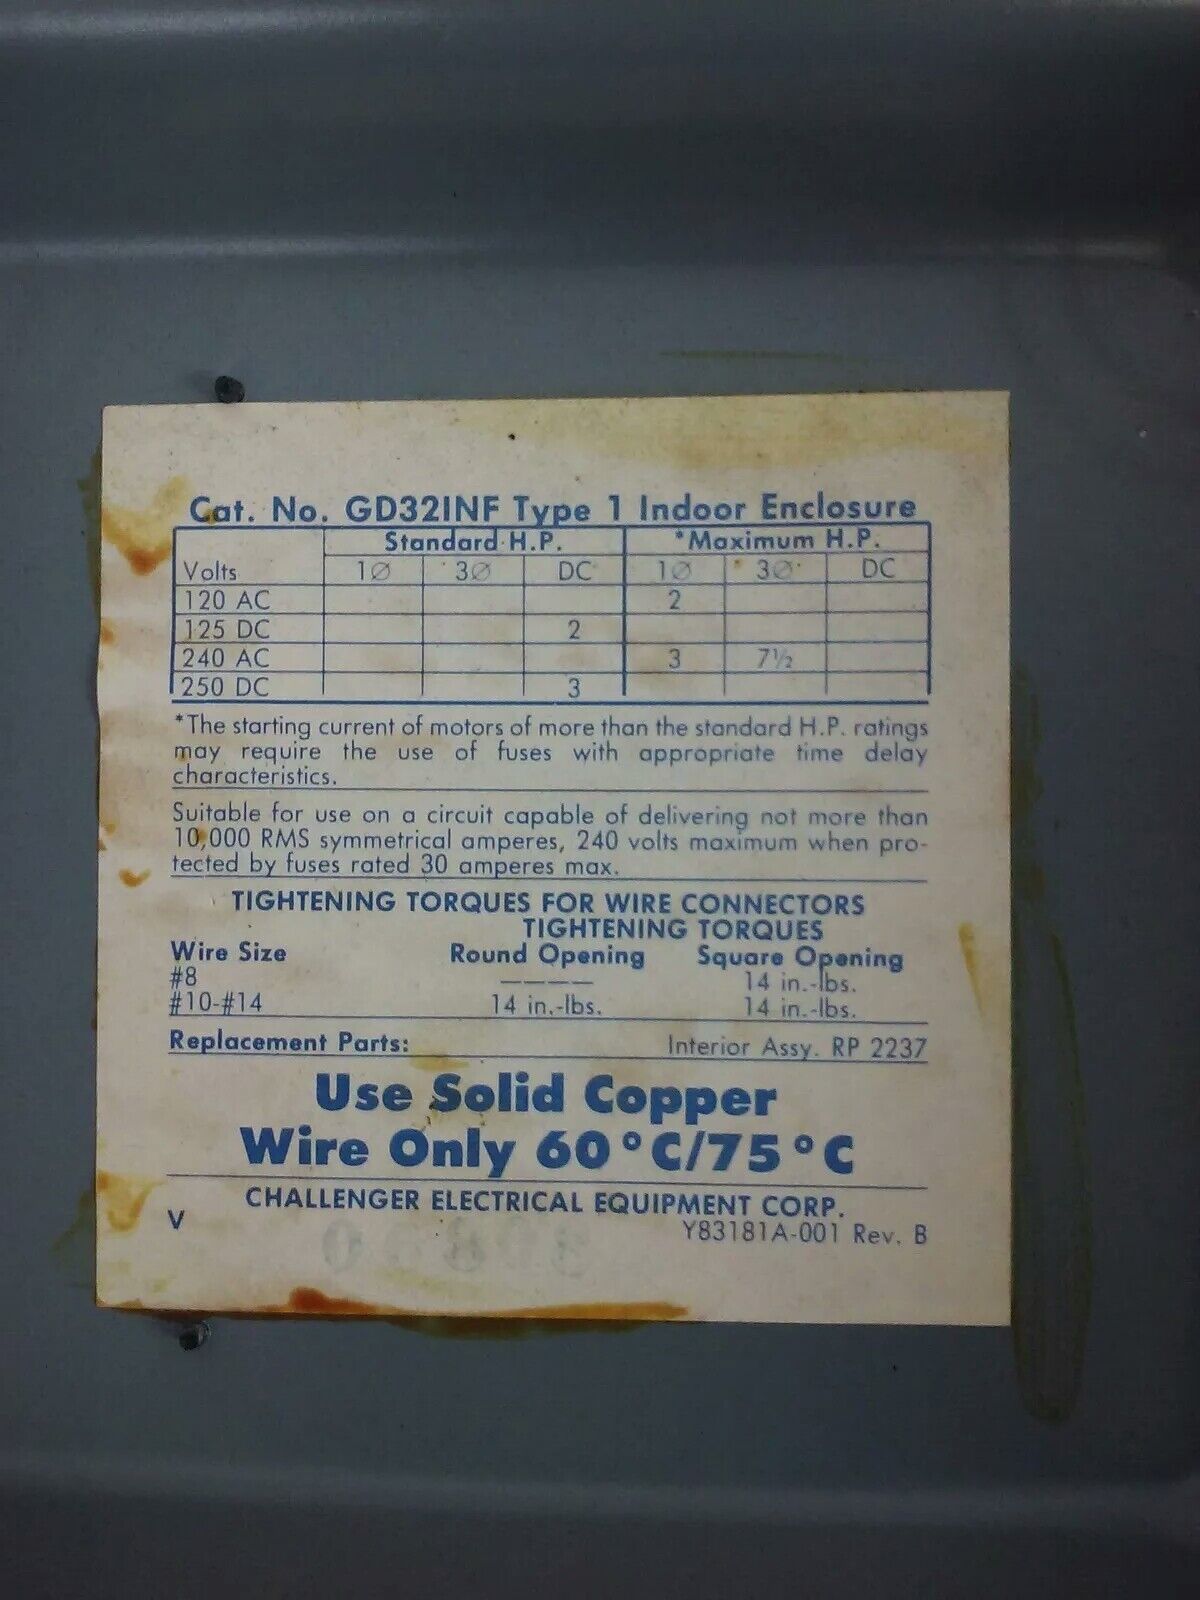 Cat. No. GD321NF Type 1 Indoor Enclosure
Standard H.P. *Maximum H.P.
Volts 1Ø 3Ø DC 1Ø 3Ø DC
120 AC 2
125 DC 2
240 AC 3 7½
250 DC 3
*The starting current of motors of more than the standard H.P. ratings
may require the use of fuses with appropriate time delay
characteristics.
Suitable for use on a circuit capable of delivering not more than
10,000 RMS symmetrical amperes, 240 volts maximum when pro-
tected by fuses rated 30 amperes max.
TIGHTENING TORQUES FOR WIRE CONNECTORS
TIGHTENING TORQUES
Wire Size Round Opening Square Opening
#8 ———— 14 in.-lbs.
#10-#14 14 in.-lbs. 14 in.-lbs.
Replacement Parts: Interior Assy. RP 2237
Use Solid Copper
Wire Only 60°C/75°C
CHALLENGER ELECTRICAL EQUIPMENT CORP.
V Y83181A-001 Rev. B